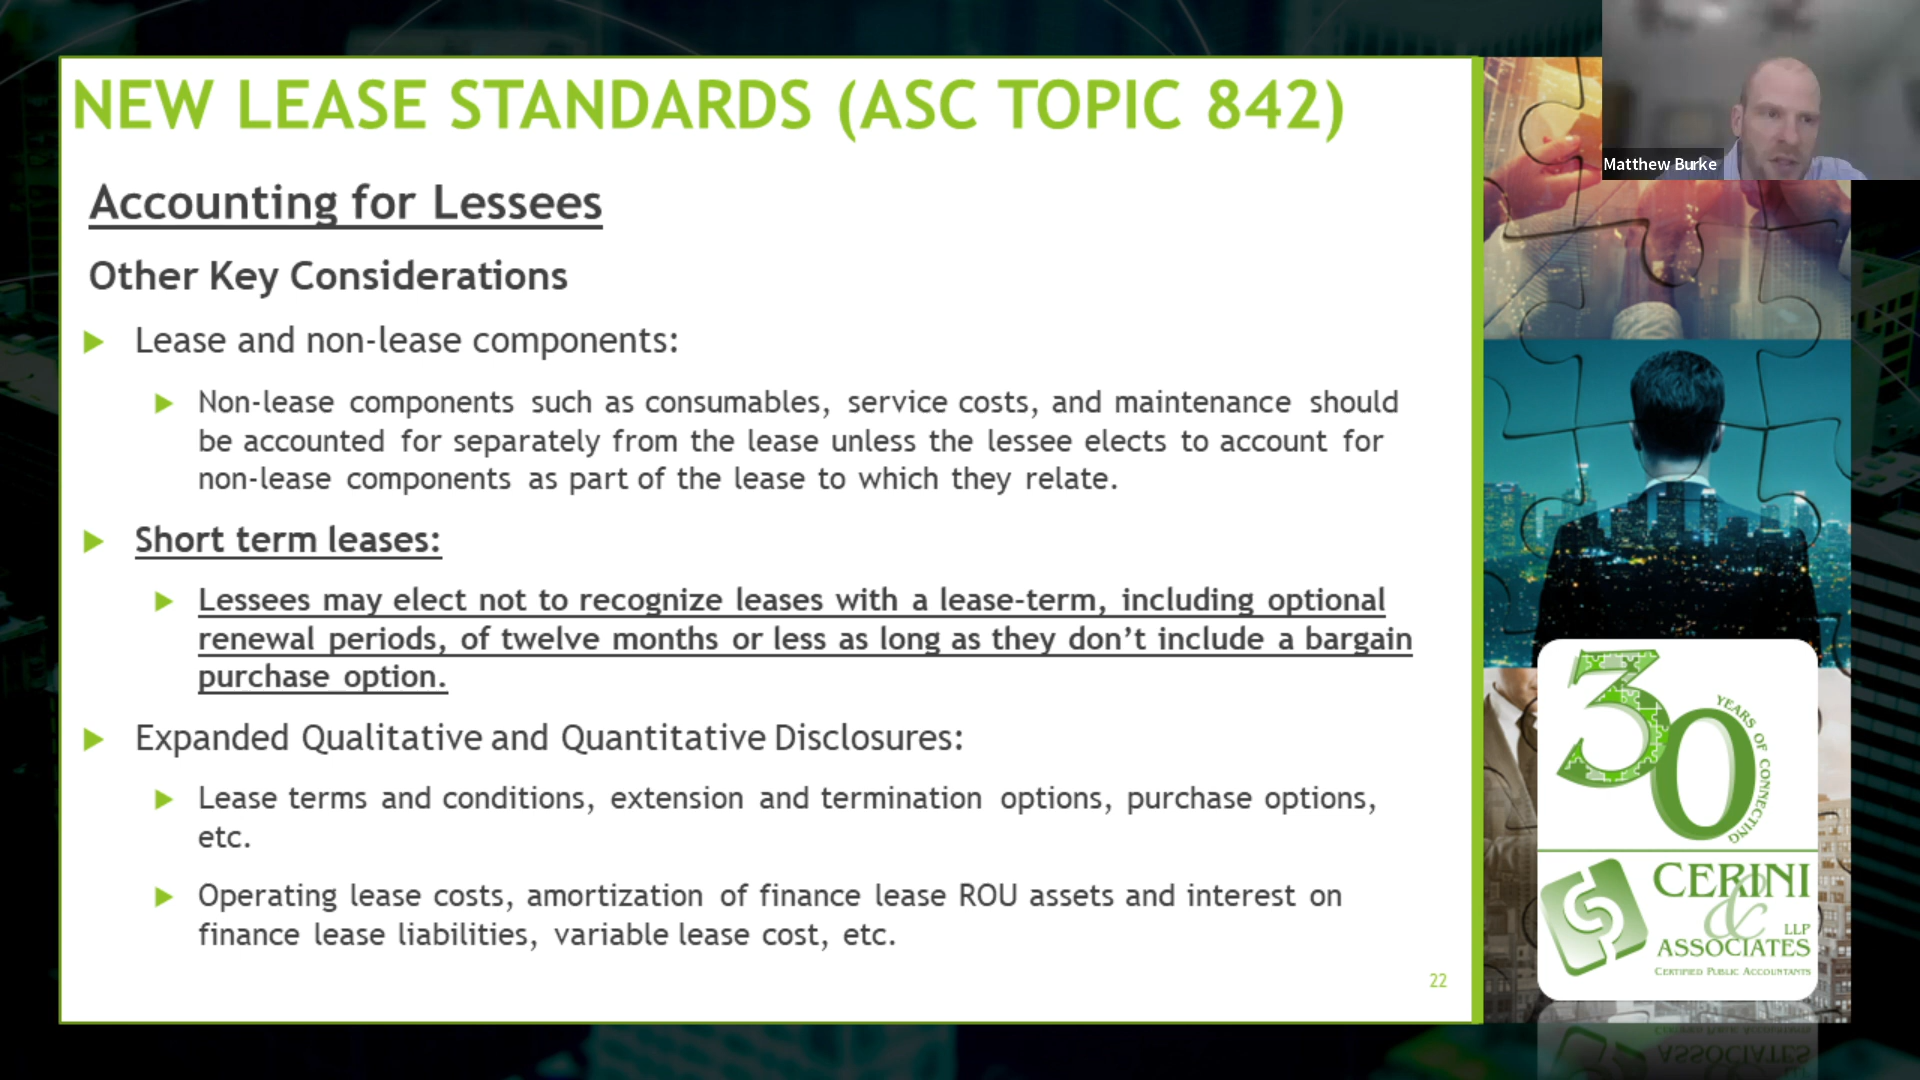 NEW LEASE STANDARDS (ASC TOPIC 842)
Matthew Burke
Accounting for Lessees
Other Key Considerations
Lease and non-lease components:
Non-lease components such as consumables, service costs, and maintenance should
be accounted for separately from the lease unless the lessee elects to account for
non-lease components as part of the lease to which they relate.
Short term leases:
Lessees may elect not to recognize leases with a lease-term, including optional
renewal periods, of twelve months or less as long as they don’t include a bargain
purchase option.
Expanded Qualitative and Quantitative Disclosures:
Lease terms and conditions, extension and termination options, purchase options,
etc.
Operating lease costs, amortization of finance lease ROU assets and interest on
finance lease liabilities, variable lease cost, etc.
22
30
YEARS OF CONNECTING
CERINI
&
LLP
ASSOCIATES
CERTIFIED PUBLIC ACCOUNTANTS